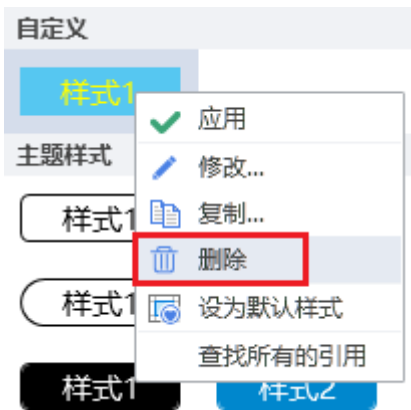 自定义
样式1
应用
主题样式
修改...
样式1
复制...
删除
样式1
设为默认样式
查找所有的引用
样式1
样式2